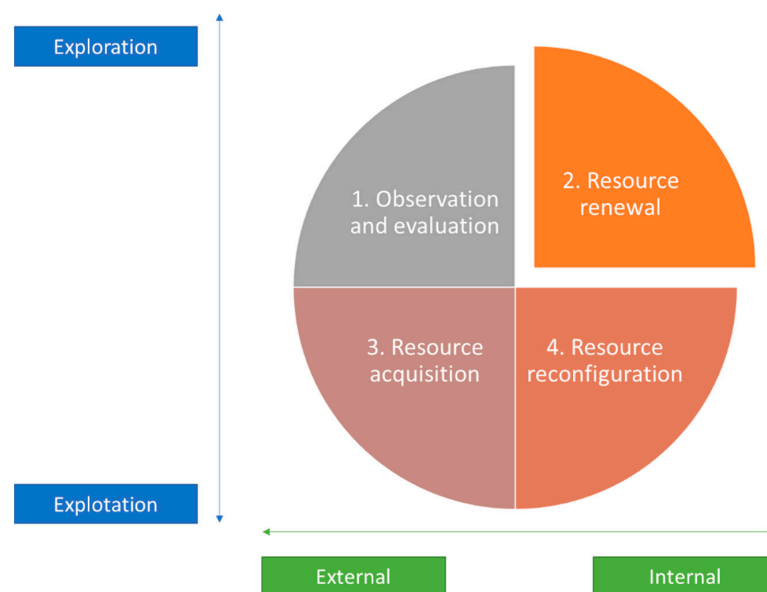 Exploration
1. Observation
and evaluation
2. Resource
renewal
3. Resource
acquisition
4. Resource
reconfiguration
Explotation
External
Internal